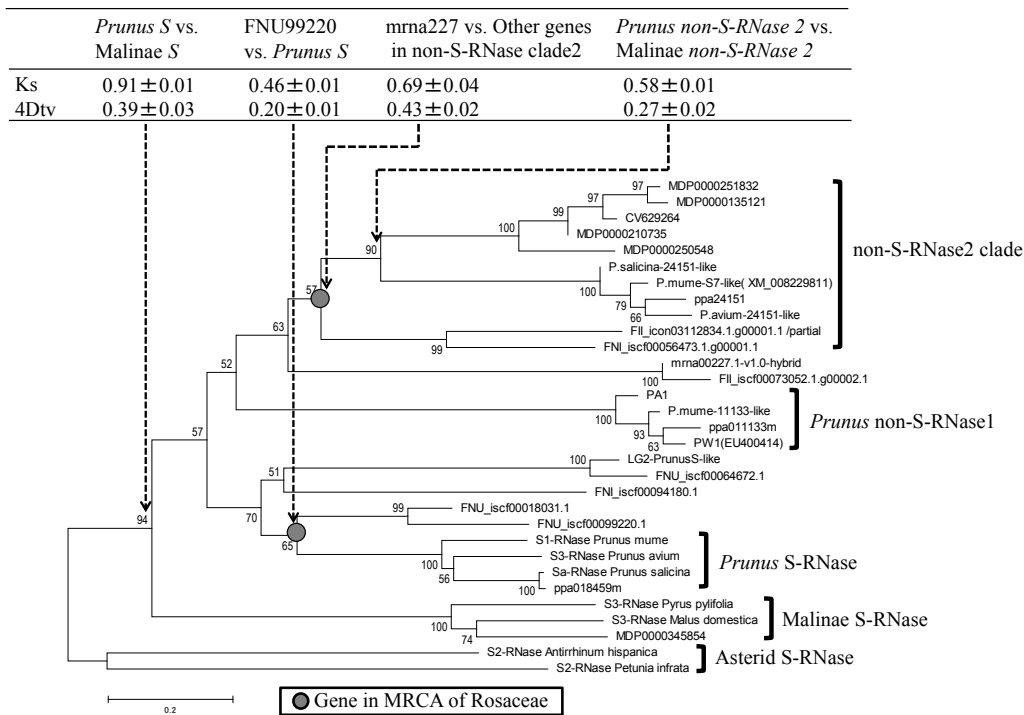 Prunus S vs. Malinae S
FNU99220 vs. Prunus S
mrna227 vs. Other genes in non-S-RNase clade2
Prunus non-S-RNase 2 vs. Malinae non-S-RNase 2
Ks 0.91±0.01 0.46±0.01 0.69±0.04 0.58±0.01
4Dtv 0.39±0.03 0.20±0.01 0.43±0.02 0.27±0.02
97 MDP0000251832
97 MDP0000135121
99 CV629264
100 MDP0000210735
MDP0000250548
90
non-S-RNase2 clade
P.salicina-24151-like
57
100 P.mume-S7-like( XM_008229811)
79 ppa24151
66 P.avium-24151-like
63
FII_icon03112834.1.g00001.1 /partial
99 FNI_iscf00056473.1.g00001.1
mrna00227.1-v1.0-hybrid
52
100 FII_iscf00073052.1.g00002.1
PA1
100 P.mume-11133-like
Prunus non-S-RNase1
93 ppa011133m
57
63 PW1(EU400414)
100 LG2-PrunusS-like
51 FNU_iscf00064672.1
FNI_iscf00094180.1
70
99 FNU_iscf00018031.1
94
FNU_iscf00099220.1
65
S1-RNase Prunus mume
100 S3-RNase Prunus avium
Prunus S-RNase
56 Sa-RNase Prunus salicina
100 ppa018459m
S3-RNase Pyrus pylifolia
100 S3-RNase Malus domestica
Malinae S-RNase
74 MDP0000345854
S2-RNase Antirrhinum hispanica
Asterid S-RNase
S2-RNase Petunia infrata
0.2
Gene in MRCA of Rosaceae